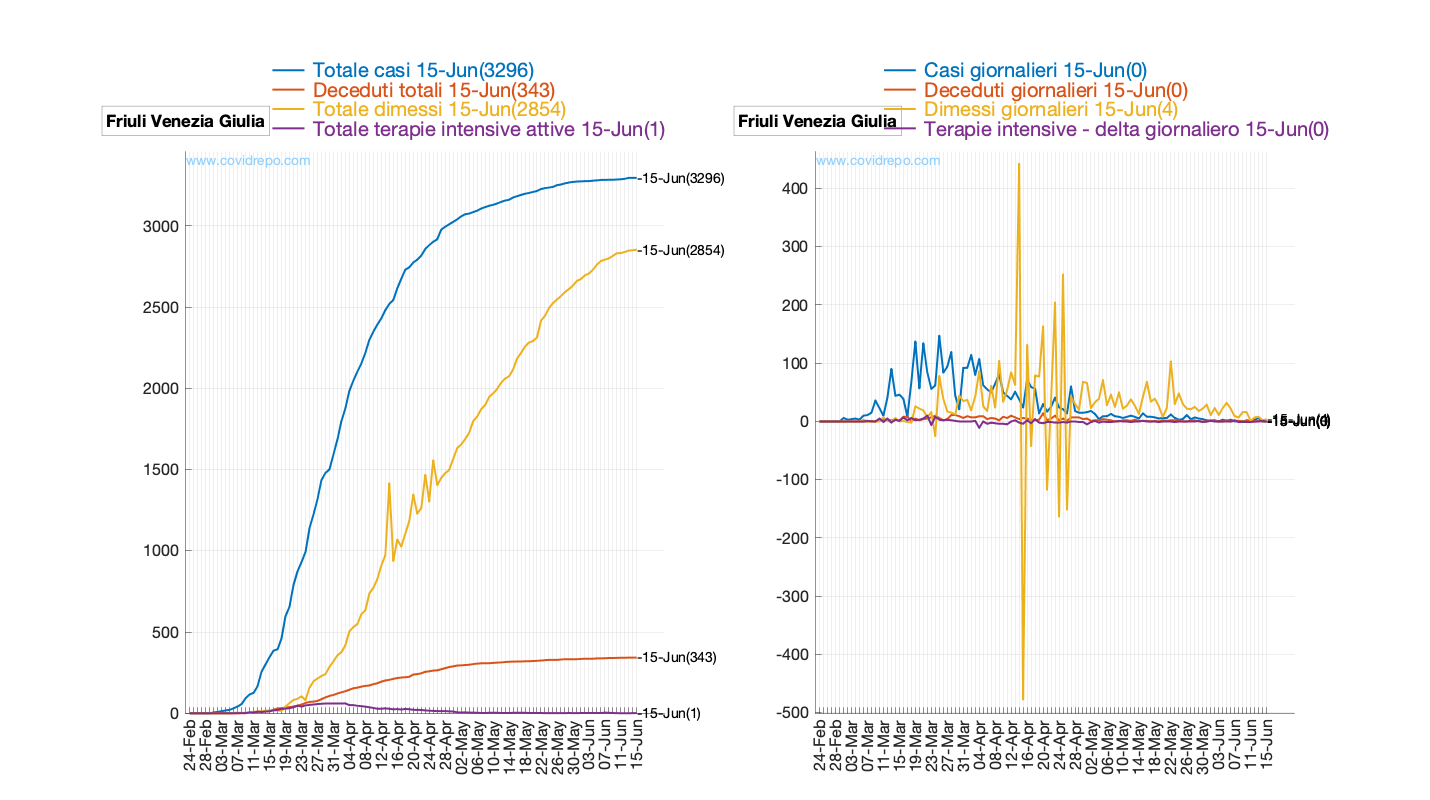 Totale casi 15-Jun(3296)
Deceduti totali 15-Jun(343)
Totale dimessi 15-Jun(2854)
Totale terapie intensive attive 15-Jun(1)
Friuli Venezia Giulia
www.covidrepo.com
-15-Jun(3296)
-15-Jun(2854)
-15-Jun(343)
-15-Jun(1)
3000
2500
2000
1500
1000
500
0
24-Feb
28-Feb
03-Mar
07-Mar
11-Mar
15-Mar
19-Mar
23-Mar
27-Mar
31-Mar
04-Apr
08-Apr
12-Apr
16-Apr
20-Apr
24-Apr
28-Apr
02-May
06-May
10-May
14-May
18-May
22-May
26-May
30-May
03-Jun
07-Jun
11-Jun
15-Jun
Casi giornalieri 15-Jun(0)
Deceduti giornalieri 15-Jun(0)
Dimessi giornalieri 15-Jun(4)
Terapie intensive - delta giornaliero 15-Jun(0)
Friuli Venezia Giulia
www.covidrepo.com
400
300
200
100
0
-100
-200
-300
-400
-500
24-Feb
28-Feb
03-Mar
07-Mar
11-Mar
15-Mar
19-Mar
23-Mar
27-Mar
31-Mar
04-Apr
08-Apr
12-Apr
16-Apr
20-Apr
24-Apr
28-Apr
02-May
06-May
10-May
14-May
18-May
22-May
26-May
30-May
03-Jun
07-Jun
11-Jun
15-Jun